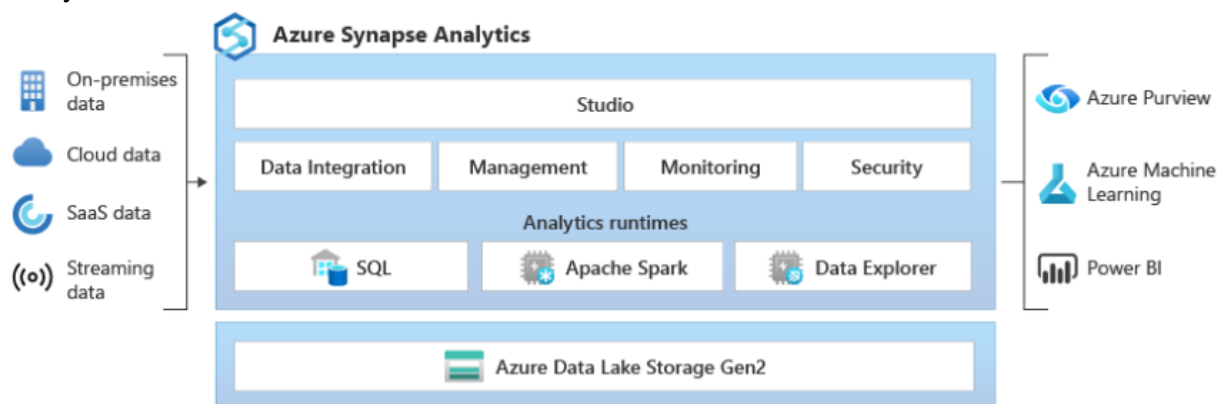 Azure Synapse Analytics
On-premises
data
Cloud data
SaaS data
Streaming
data
Studio
Data Integration
Management
Monitoring
Security
Analytics runtimes
SQL
Apache Spark
Data Explorer
Azure Data Lake Storage Gen2
Azure Purview
Azure Machine
Learning
Power BI